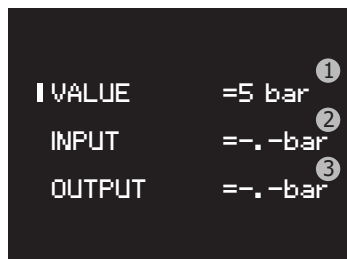 1
VALUE =5 bar
2
INPUT =-.-bar
3
OUTPUT =-.-bar